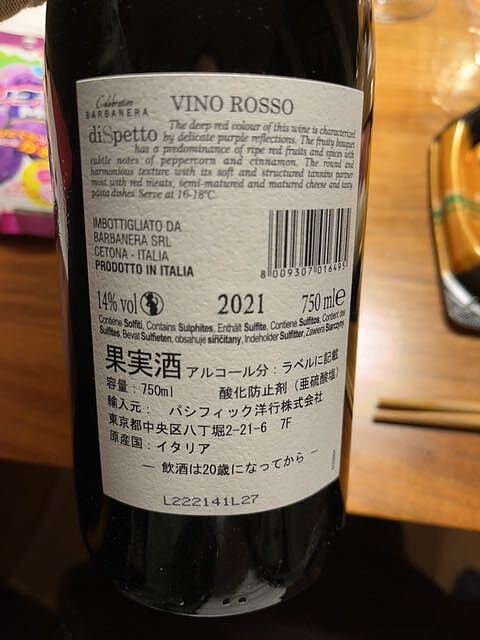 Celebration
BARBANERA
VINO ROSSO
diSpetto The deep red colour of this wine is characterized
by delicate purple reflections. The fruity bouquet
has a predominance of ripe red fruits and spices with
subtle notes of peppercorn and cinnamon. The round and
harmonious texture with its soft and structured tannins partner
most with red meats, semi-matured and matured cheese and tasty
pasta dishes. Serve at 16-18°C
IMBOTTIGLIATO DA
BARBANERA SRL
CETONA - ITALIA
PRODOTTO IN ITALIA
8 009307 016495
14% vol 2021 750 ml e
Contiene Solfiti, Contains Sulphites, Enthält Sulfite, Contiene Sulfitos, Contient des
Sulfites, Bevat Sulfieten, obsahuje siričitany, Indeholder Sulfitter, Zawiera Siarczyny
果実酒 アルコール分：ラベルに記載
容量：750ml 酸化防止剤（亜硫酸塩）
輸入元： パシフィック洋行株式会社
東京都中央区八丁堀2-21-6 7F
原産国：イタリア
― 飲酒は20歳になってから ―
L222141L27